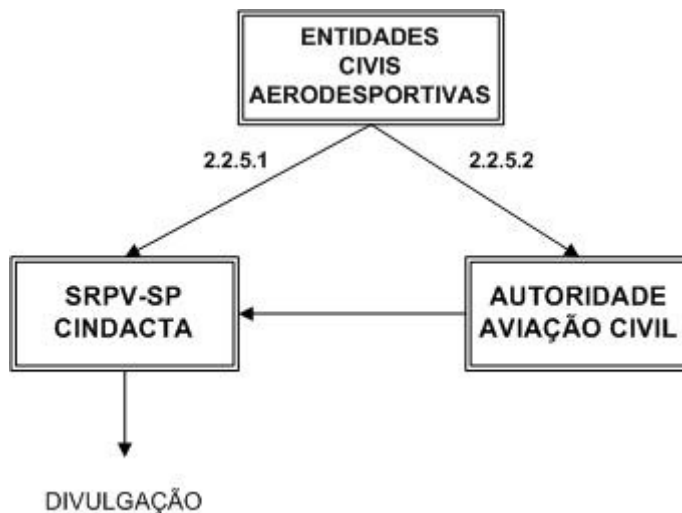 ENTIDADES
CIVIS
AERODESPORTIVAS
2.2.5.1
2.2.5.2
SRPV-SP
CINDACTA
AUTORIDADE
AVIAÇÃO CIVIL
DIVULGAÇÃO